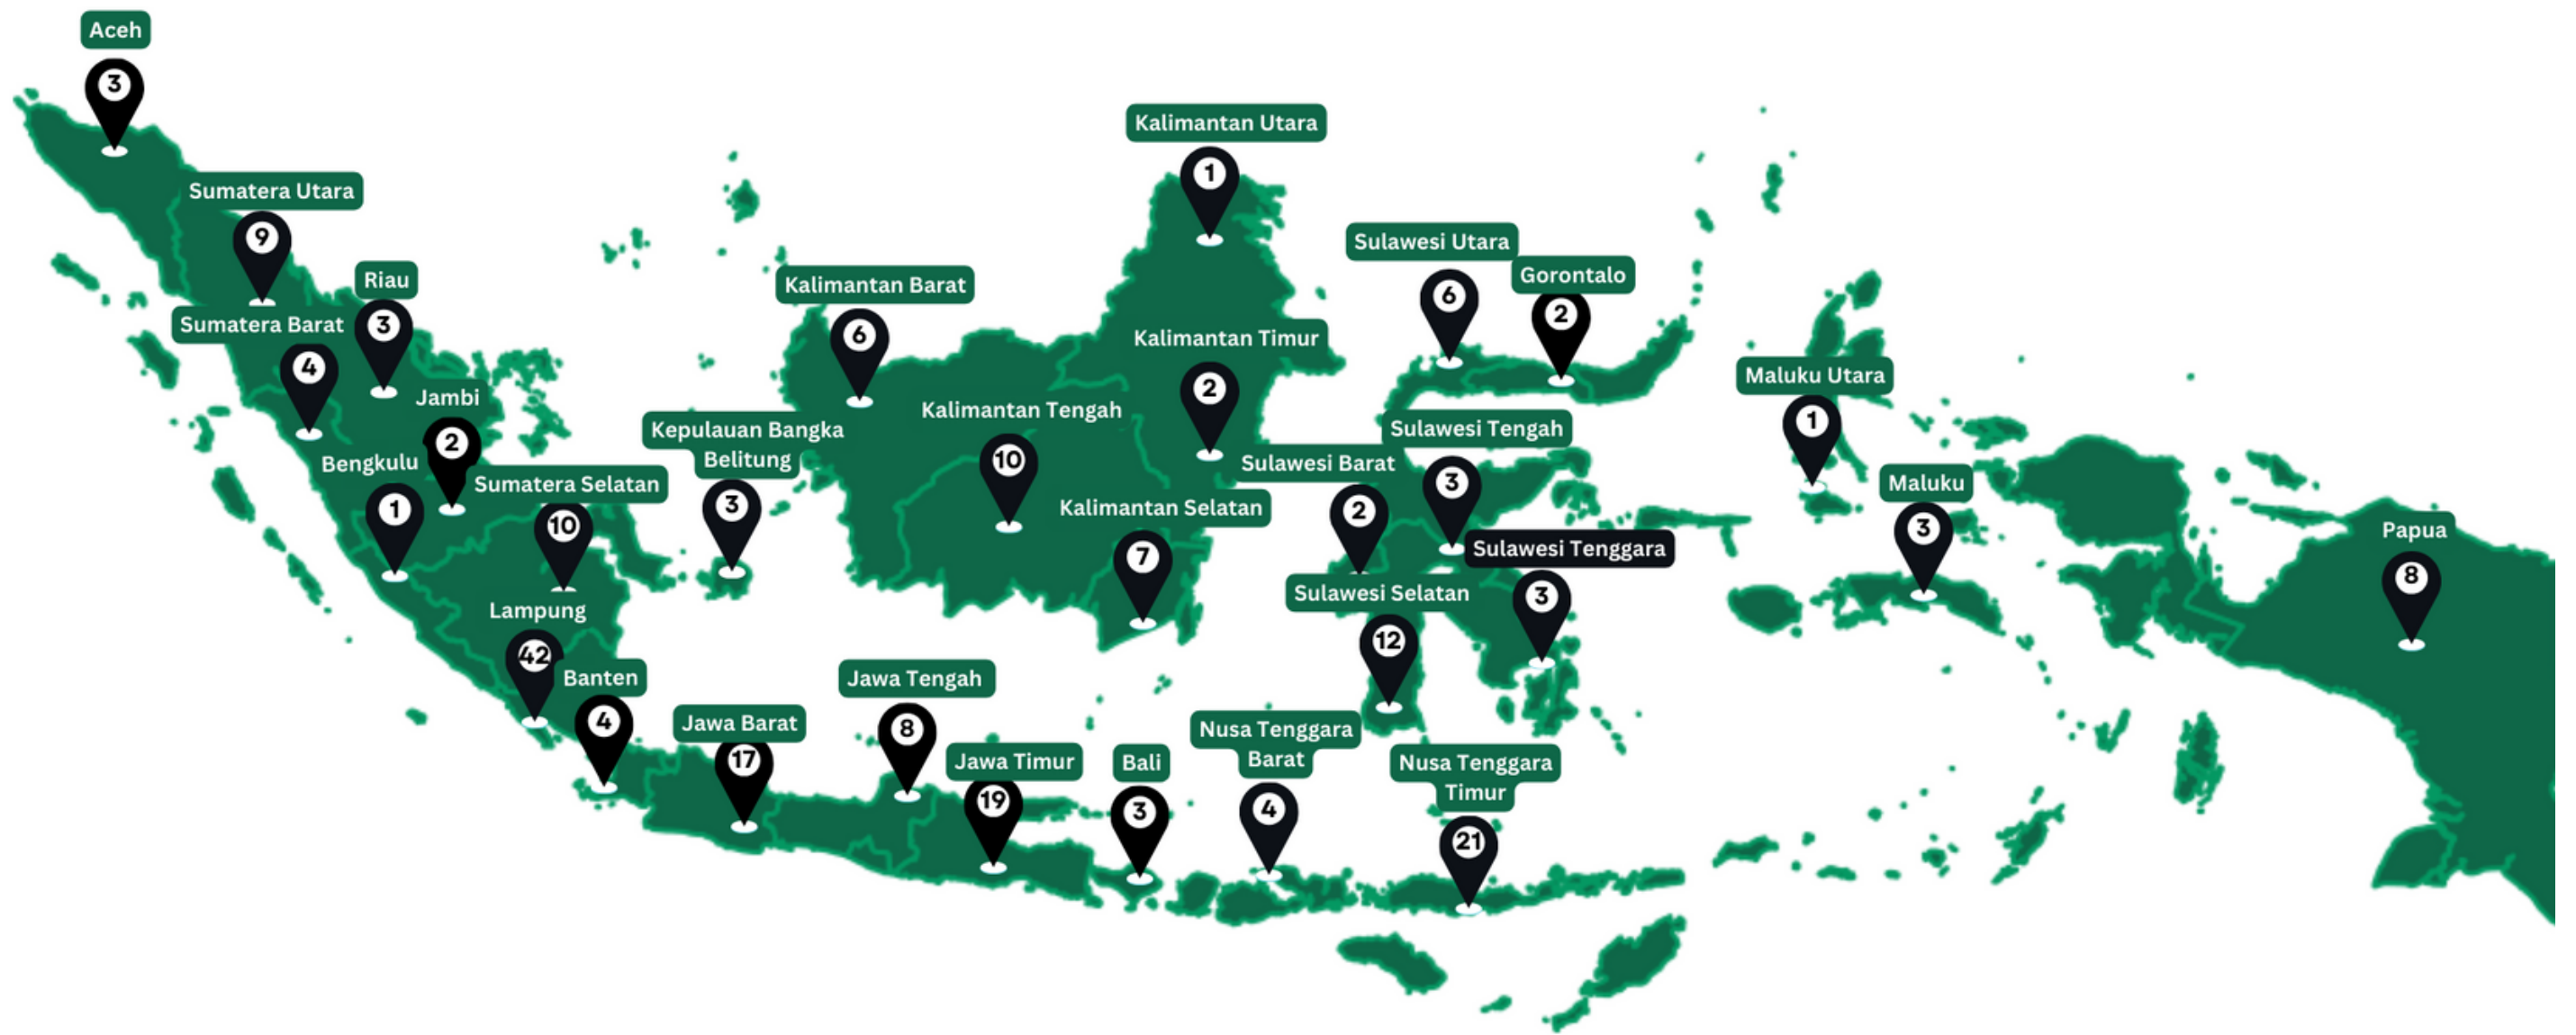 Aceh
3
Sumatera Utara
9
Riau
3
Sumatera Barat
4
Jambi
2
Bengkulu
1
Sumatera Selatan
10
Lampung
42
Banten
4
Kepulauan Bangka
Belitung
3
Jawa Barat
17
Jawa Tengah
8
Jawa Timur
19
Bali
3
Nusa Tenggara
Barat
4
Nusa Tenggara
Timur
21
Kalimantan Barat
6
Kalimantan Utara
1
Kalimantan Timur
2
Kalimantan Tengah
10
Kalimantan Selatan
7
Sulawesi Utara
6
Gorontalo
2
Sulawesi Tengah
3
Sulawesi Barat
2
Sulawesi Tenggara
3
Sulawesi Selatan
12
Maluku Utara
1
Maluku
3
Papua
8